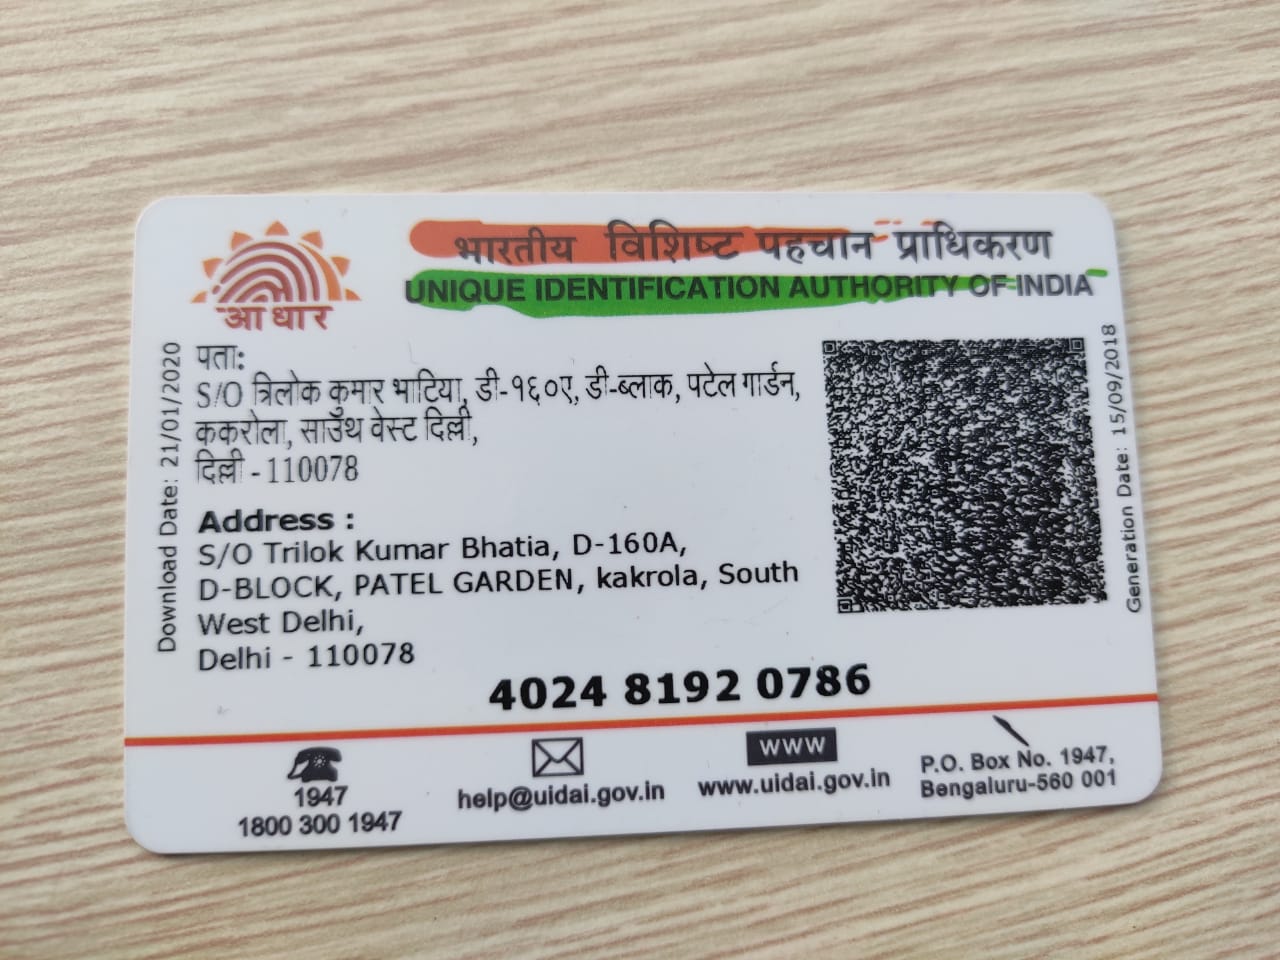 भारतीय विशिष्ट पहचान प्राधिकरण
UNIQUE IDENTIFICATION AUTHORITY OF INDIA
आधार
पता:
S/O त्रिलोक कुमार भाटिया, डी-१६०ए, डी-ब्लाक, पटेल गार्डन,
ककरोला, साउथ वेस्ट दिल्ली,
दिल्ली - 110078
Address :
S/O Trilok Kumar Bhatia, D-160A,
D-BLOCK, PATEL GARDEN, kakrola, South
West Delhi,
Delhi - 110078
Download Date: 21/01/2020
Generation Date: 15/09/2018
4024 8192 0786
1947
1800 300 1947
help@uidai.gov.in
WWW
www.uidai.gov.in
P.O. Box No. 1947,
Bengaluru-560 001